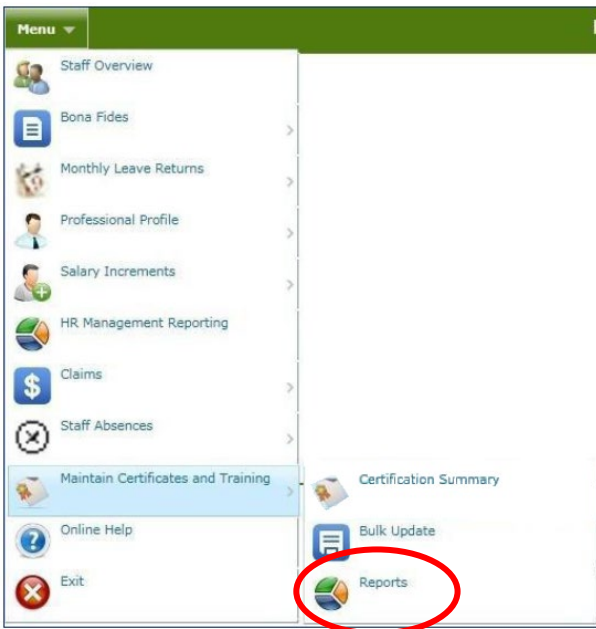 Menu
Staff Overview
Bona Fides
Monthly Leave Returns
Professional Profile
Salary Increments
HR Management Reporting
Claims
Staff Absences
Maintain Certificates and Training
Online Help
Exit
Certification Summary
Bulk Update
Reports